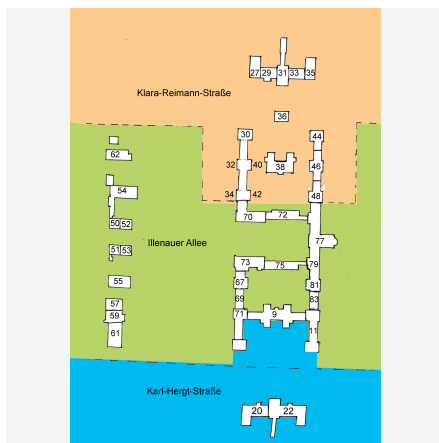 27 29 31 33 35
Klara-Reimann-Straße
36
30 44
62 32 40 38 46
54 34 42 48
70 72
50 52
Illenauer Allee 77
51 53
73 75 79
55 67 81
57 69 83
59 71 9
61 11
Karl-Hergt-Straße
20 22